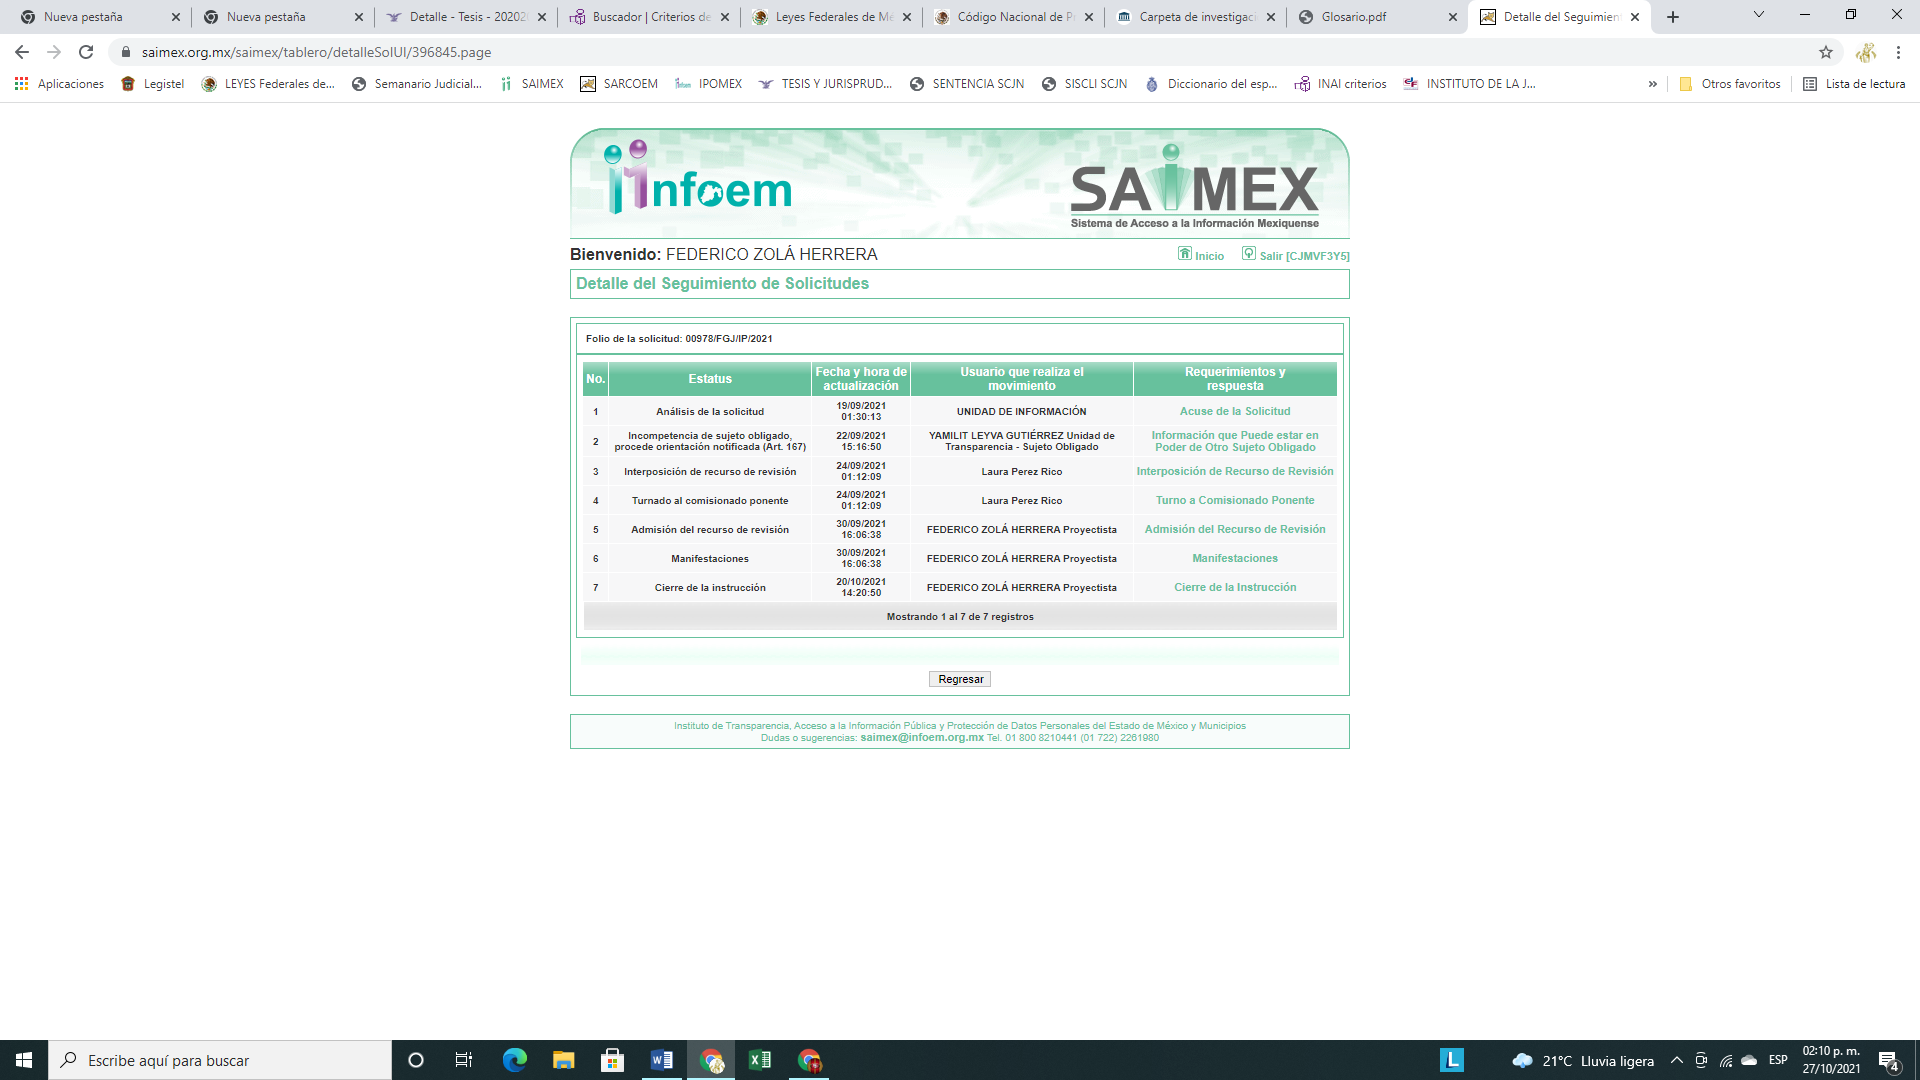 Nueva pestaña
Nueva pestaña
Detalle - Tesis - 20202
Buscador | Criterios de
Leyes Federales de Mé
Código Nacional de P
Carpeta de investigaci
Glosario.pdf
Detalle del Seguimien
saimex.org.mx/saimex/tablero/detalleSolUI/396845.page
Aplicaciones
Legistel
LEYES Federales de...
Semanario Judicial...
SAIMEX
SARCOEM
IPOMEX
TESIS Y JURISPRUD...
SENTENCIA SCJN
SISCLI SCJN
Diccionario del esp...
INAI criterios
INSTITUTO DE LA J...
»
Otros favoritos
Lista de lectura
infoem
SAIMEX
Sistema de Acceso a la Información Mexiquense
Bienvenido: FEDERICO ZOLÁ HERRERA
Inicio
Salir [CJMVF3Y5]
Detalle del Seguimiento de Solicitudes
Folio de la solicitud: 00978/FGJ/IP/2021
No. Estatus Fecha y hora de actualización Usuario que realiza el movimiento Requerimientos y respuesta
1 Análisis de la solicitud 19/09/2021 01:30:13 UNIDAD DE INFORMACIÓN Acuse de la Solicitud
2 Incompetencia de sujeto obligado, procede orientación notificada (Art. 167) 22/09/2021 15:16:50 YAMILIT LEYVA GUTIÉRREZ Unidad de Transparencia - Sujeto Obligado Información que Puede estar en Poder de Otro Sujeto Obligado
3 Interposición de recurso de revisión 24/09/2021 01:12:09 Laura Perez Rico Interposición de Recurso de Revisión
4 Turnado al comisionado ponente 24/09/2021 01:12:09 Laura Perez Rico Turno a Comisionado Ponente
5 Admisión del recurso de revisión 30/09/2021 16:06:38 FEDERICO ZOLÁ HERRERA Proyectista Admisión del Recurso de Revisión
6 Manifestaciones 30/09/2021 16:06:38 FEDERICO ZOLÁ HERRERA Proyectista Manifestaciones
7 Cierre de la instrucción 20/10/2021 14:20:50 FEDERICO ZOLÁ HERRERA Proyectista Cierre de la Instrucción
Mostrando 1 al 7 de 7 registros
Regresar
Instituto de Transparencia, Acceso a la Información Pública y Protección de Datos Personales del Estado de México y Municipios
Dudas o sugerencias: saimex@infoem.org.mx Tel. 01 800 8210441 (01 722) 2261980
Escribe aquí para buscar
L
21°C Lluvia ligera
ESP
02:10 p. m.
27/10/2021
4